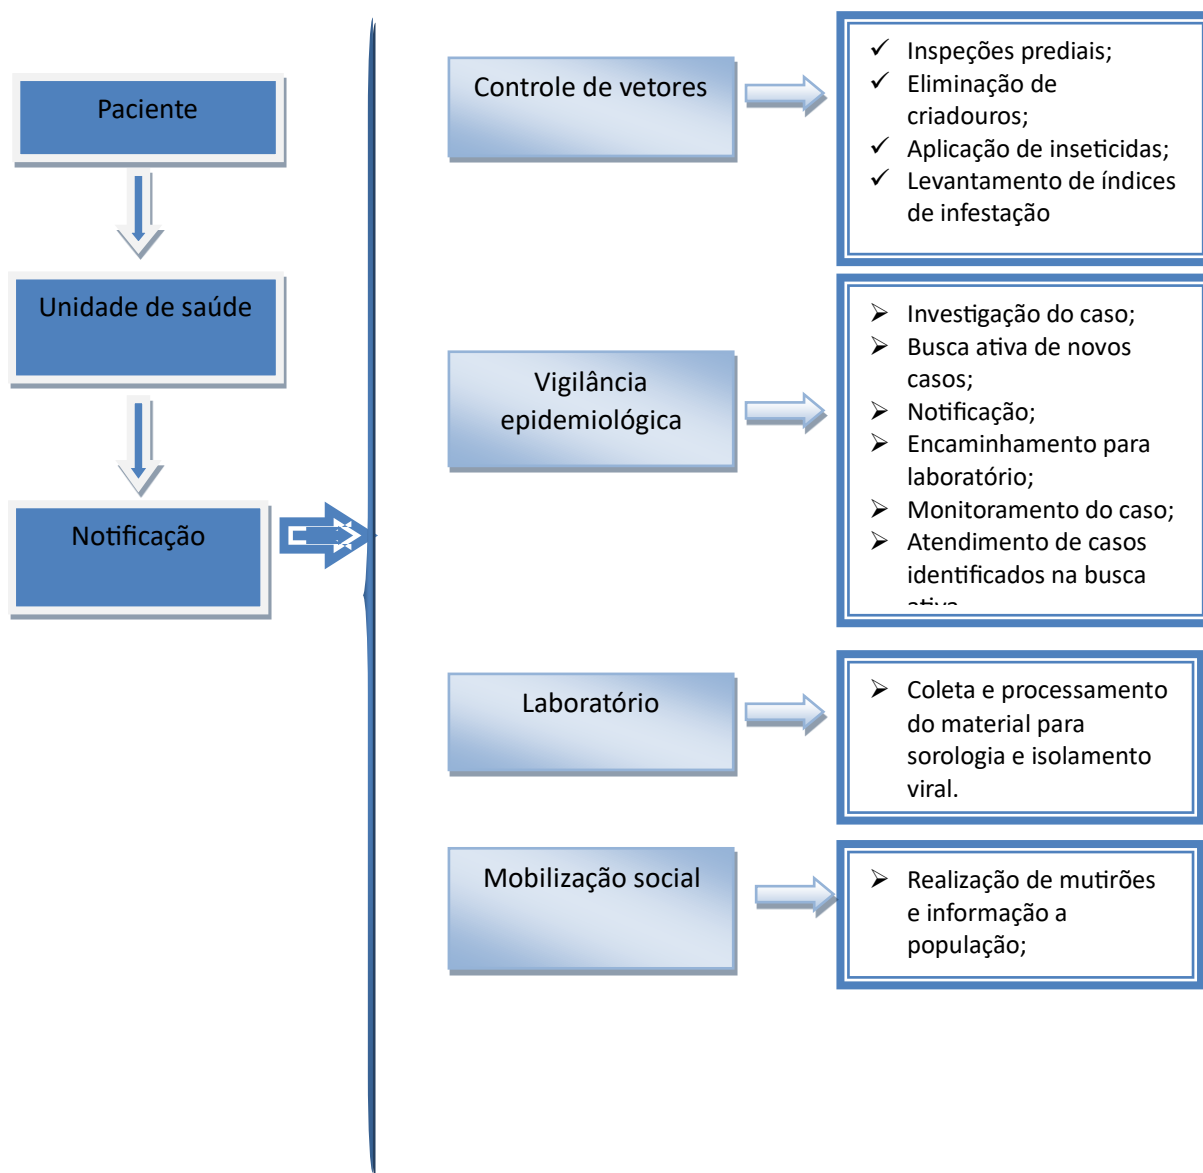 Paciente
Unidade de saúde
Notificação
Controle de vetores
✓ Inspeções prediais;
✓ Eliminação de
criadouros;
✓ Aplicação de inseticidas;
✓ Levantamento de índices
de infestação
Vigilância
epidemiológica
➢ Investigação do caso;
➢ Busca ativa de novos
casos;
➢ Notificação;
➢ Encaminhamento para
laboratório;
➢ Monitoramento do caso;
➢ Atendimento de casos
identificados na busca
ativa
Laboratório
➢ Coleta e processamento
do material para
sorologia e isolamento
viral.
Mobilização social
➢ Realização de mutirões
e informação a
população;